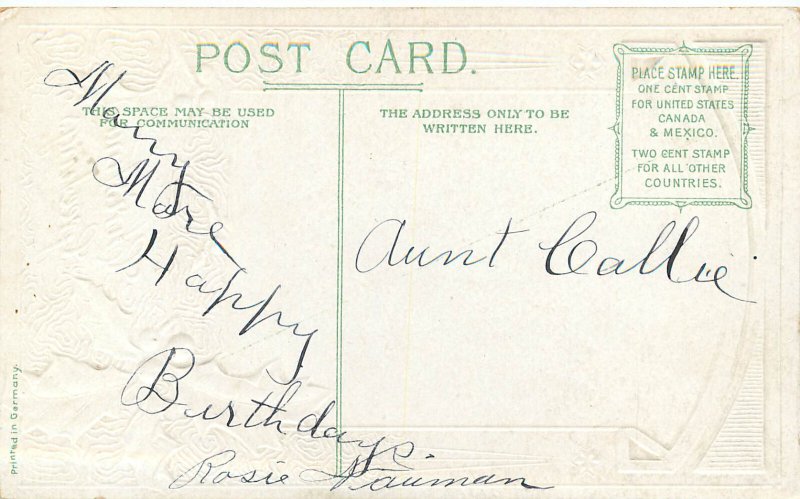 POST CARD.
THIS SPACE MAY BE USED
FOR COMMUNICATION
THE ADDRESS ONLY TO BE
WRITTEN HERE.
PLACE STAMP HERE.
ONE CENT STAMP
FOR UNITED STATES
CANADA
& MEXICO.
TWO CENT STAMP
FOR ALL OTHER
COUNTRIES.
Many
More
Happy
Birthdays.
Rosie Nauman
Aunt Callie
Printed in Germany.